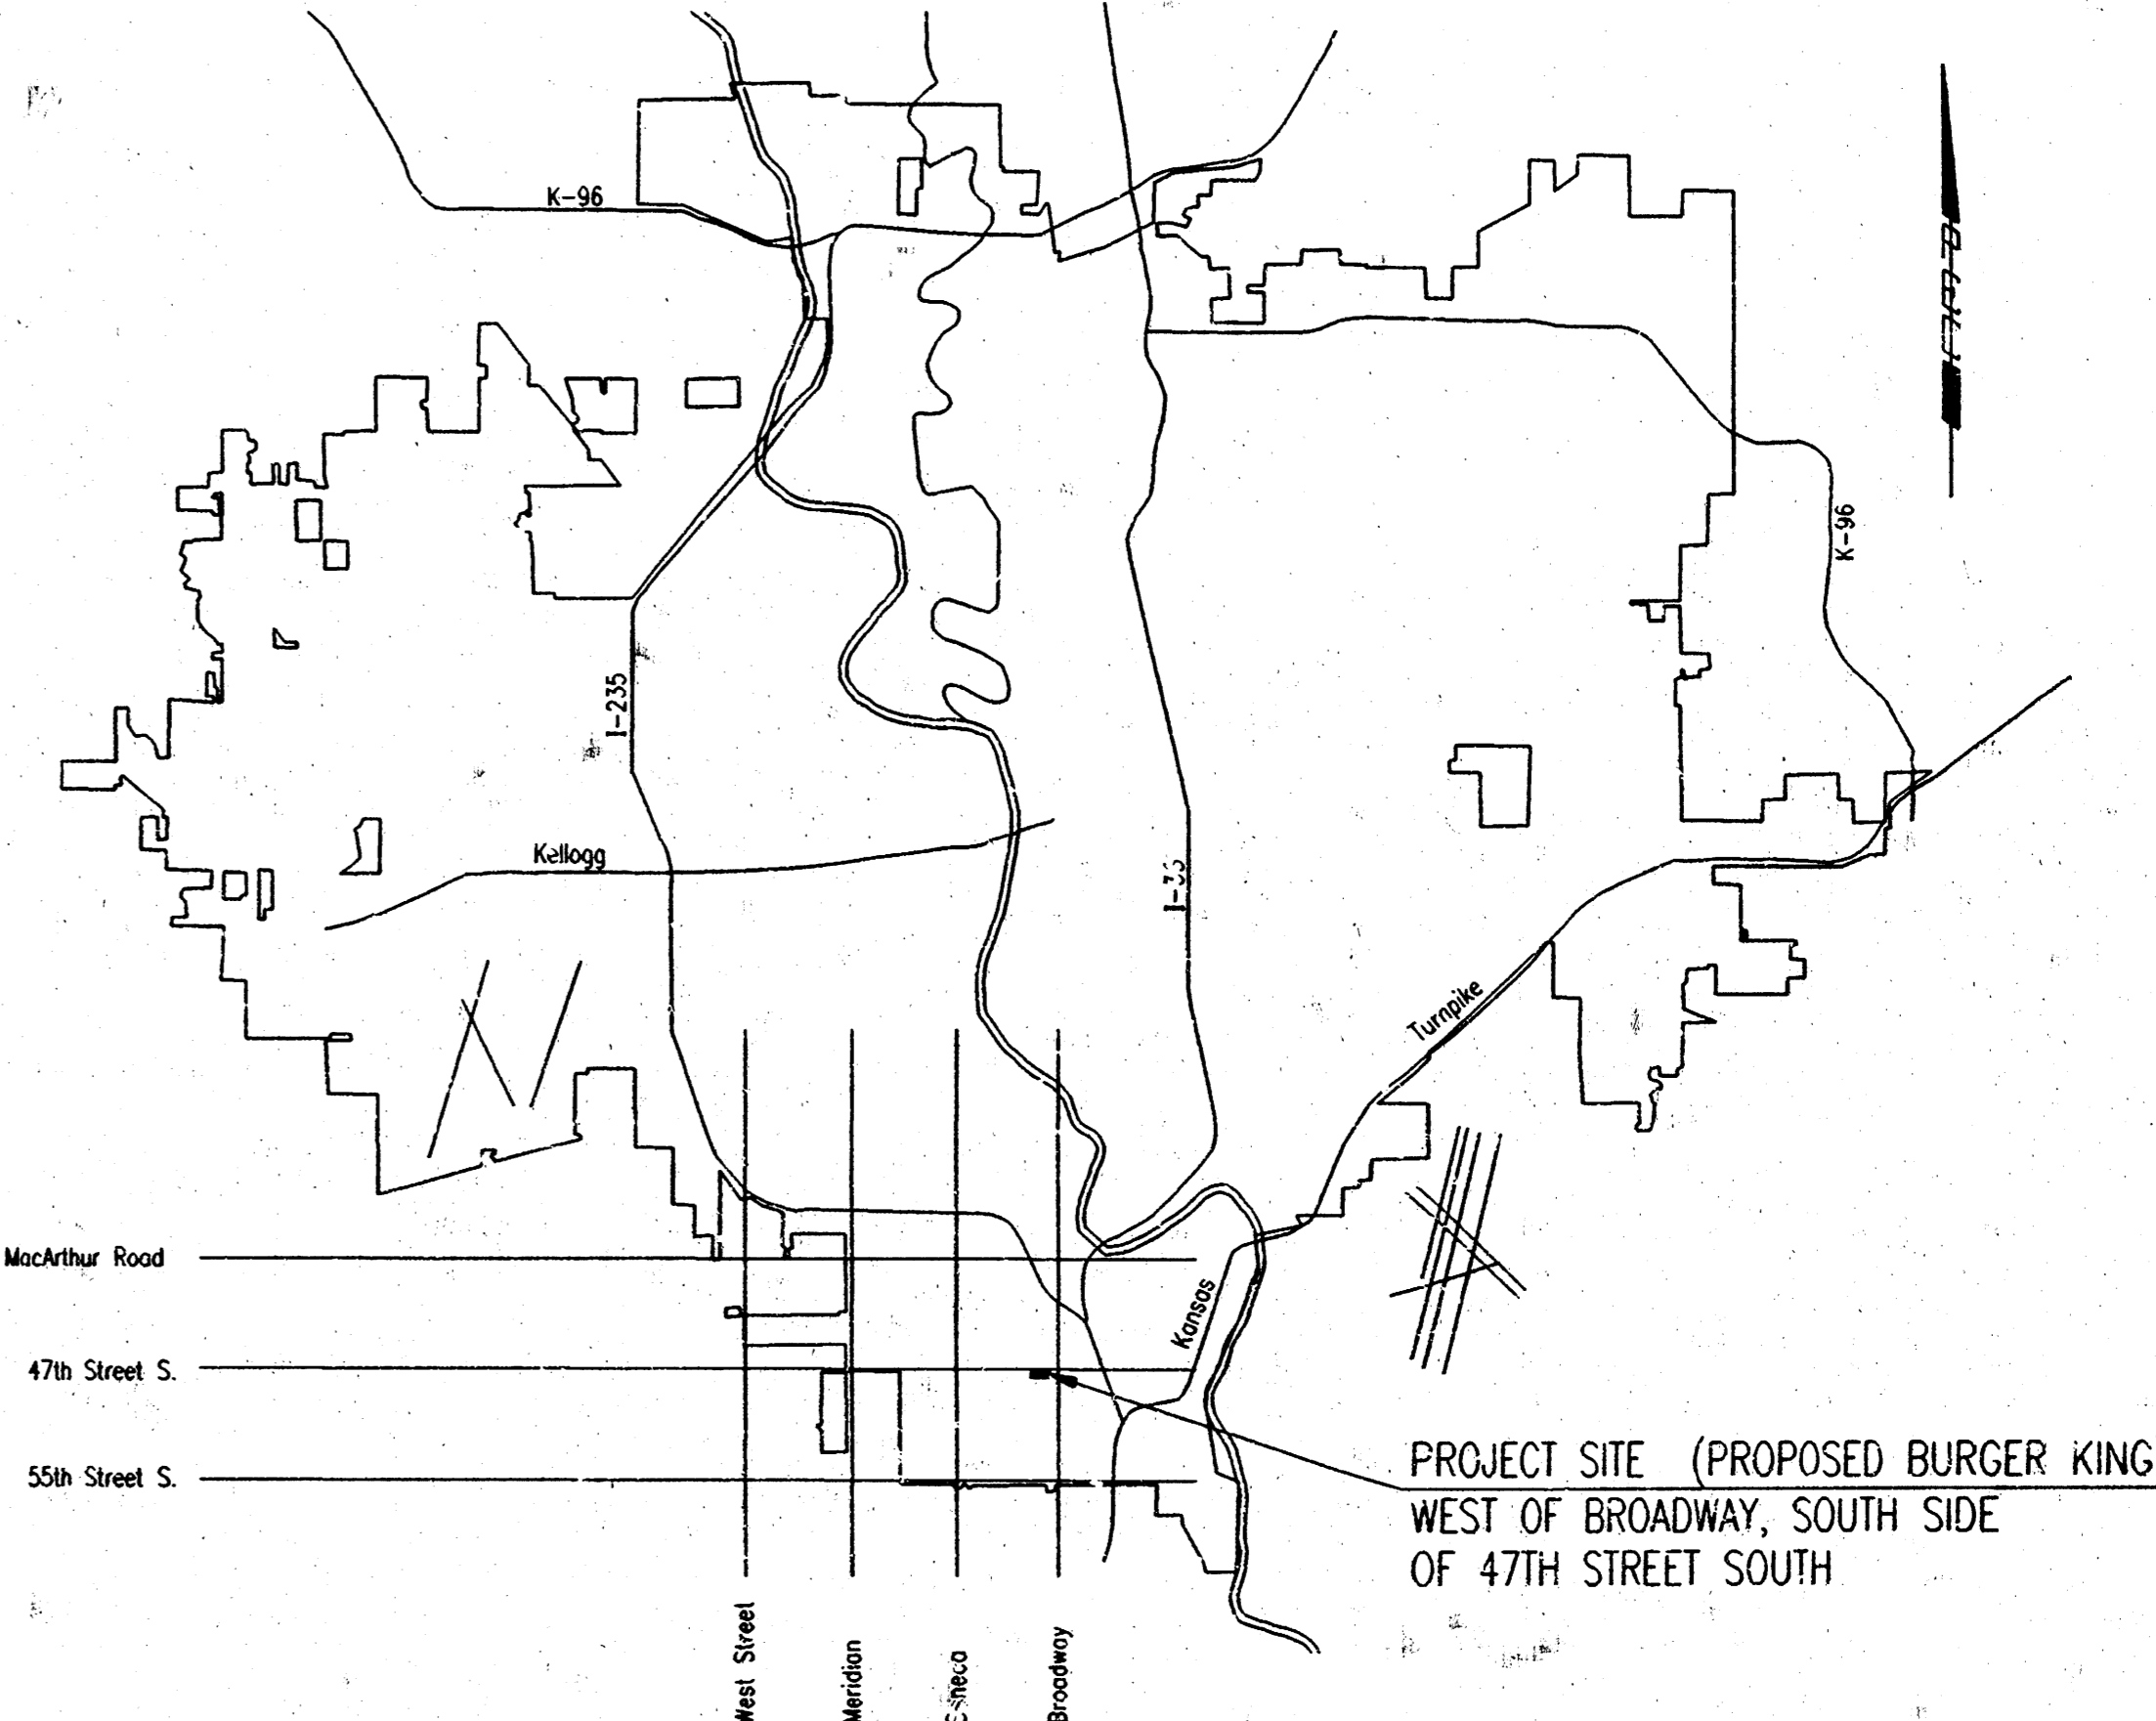 K-96
K-96
I-235
Kellogg
I-35
Turnpike
MacArthur Road
Kansas
47th Street S.
55th Street S.
PROJECT SITE (PROPOSED BURGER KING
WEST OF BROADWAY, SOUTH SIDE
OF 47TH STREET SOUTH
West Street
Meridian
Broadway